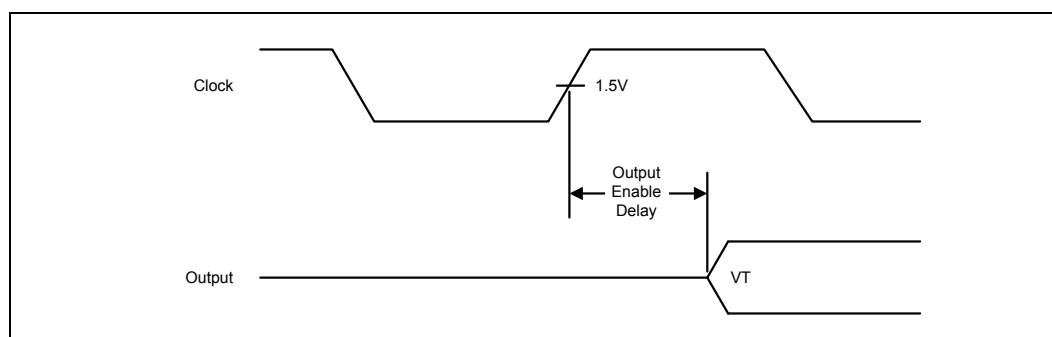 Clock
1.5V
Output
Enable
Delay
Output
VT